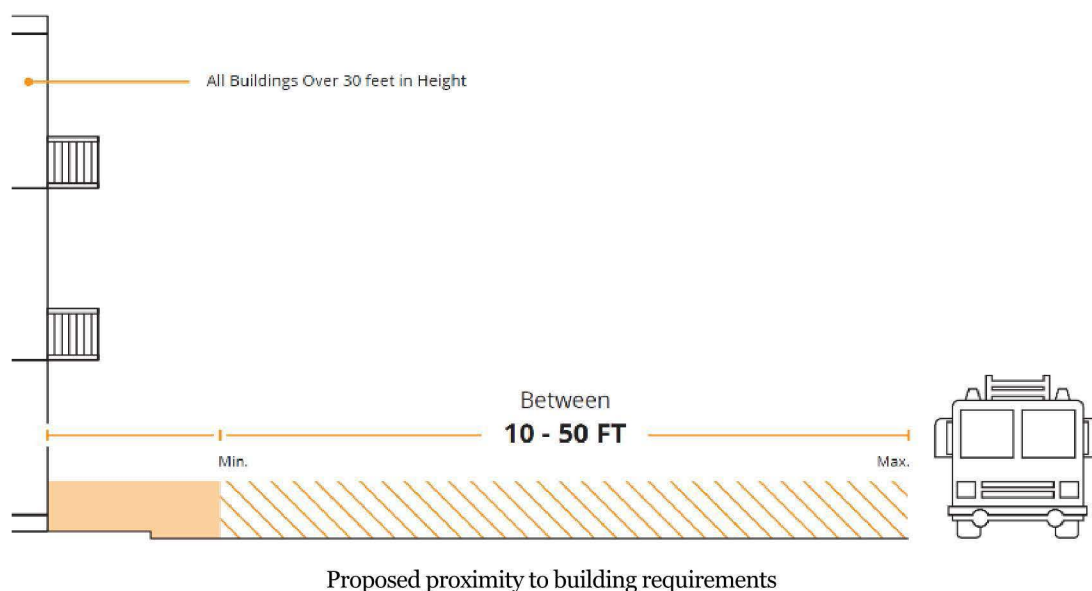 All Buildings Over 30 feet in Height
Between
10 - 50 FT
Min.
Max.
Proposed proximity to building requirements